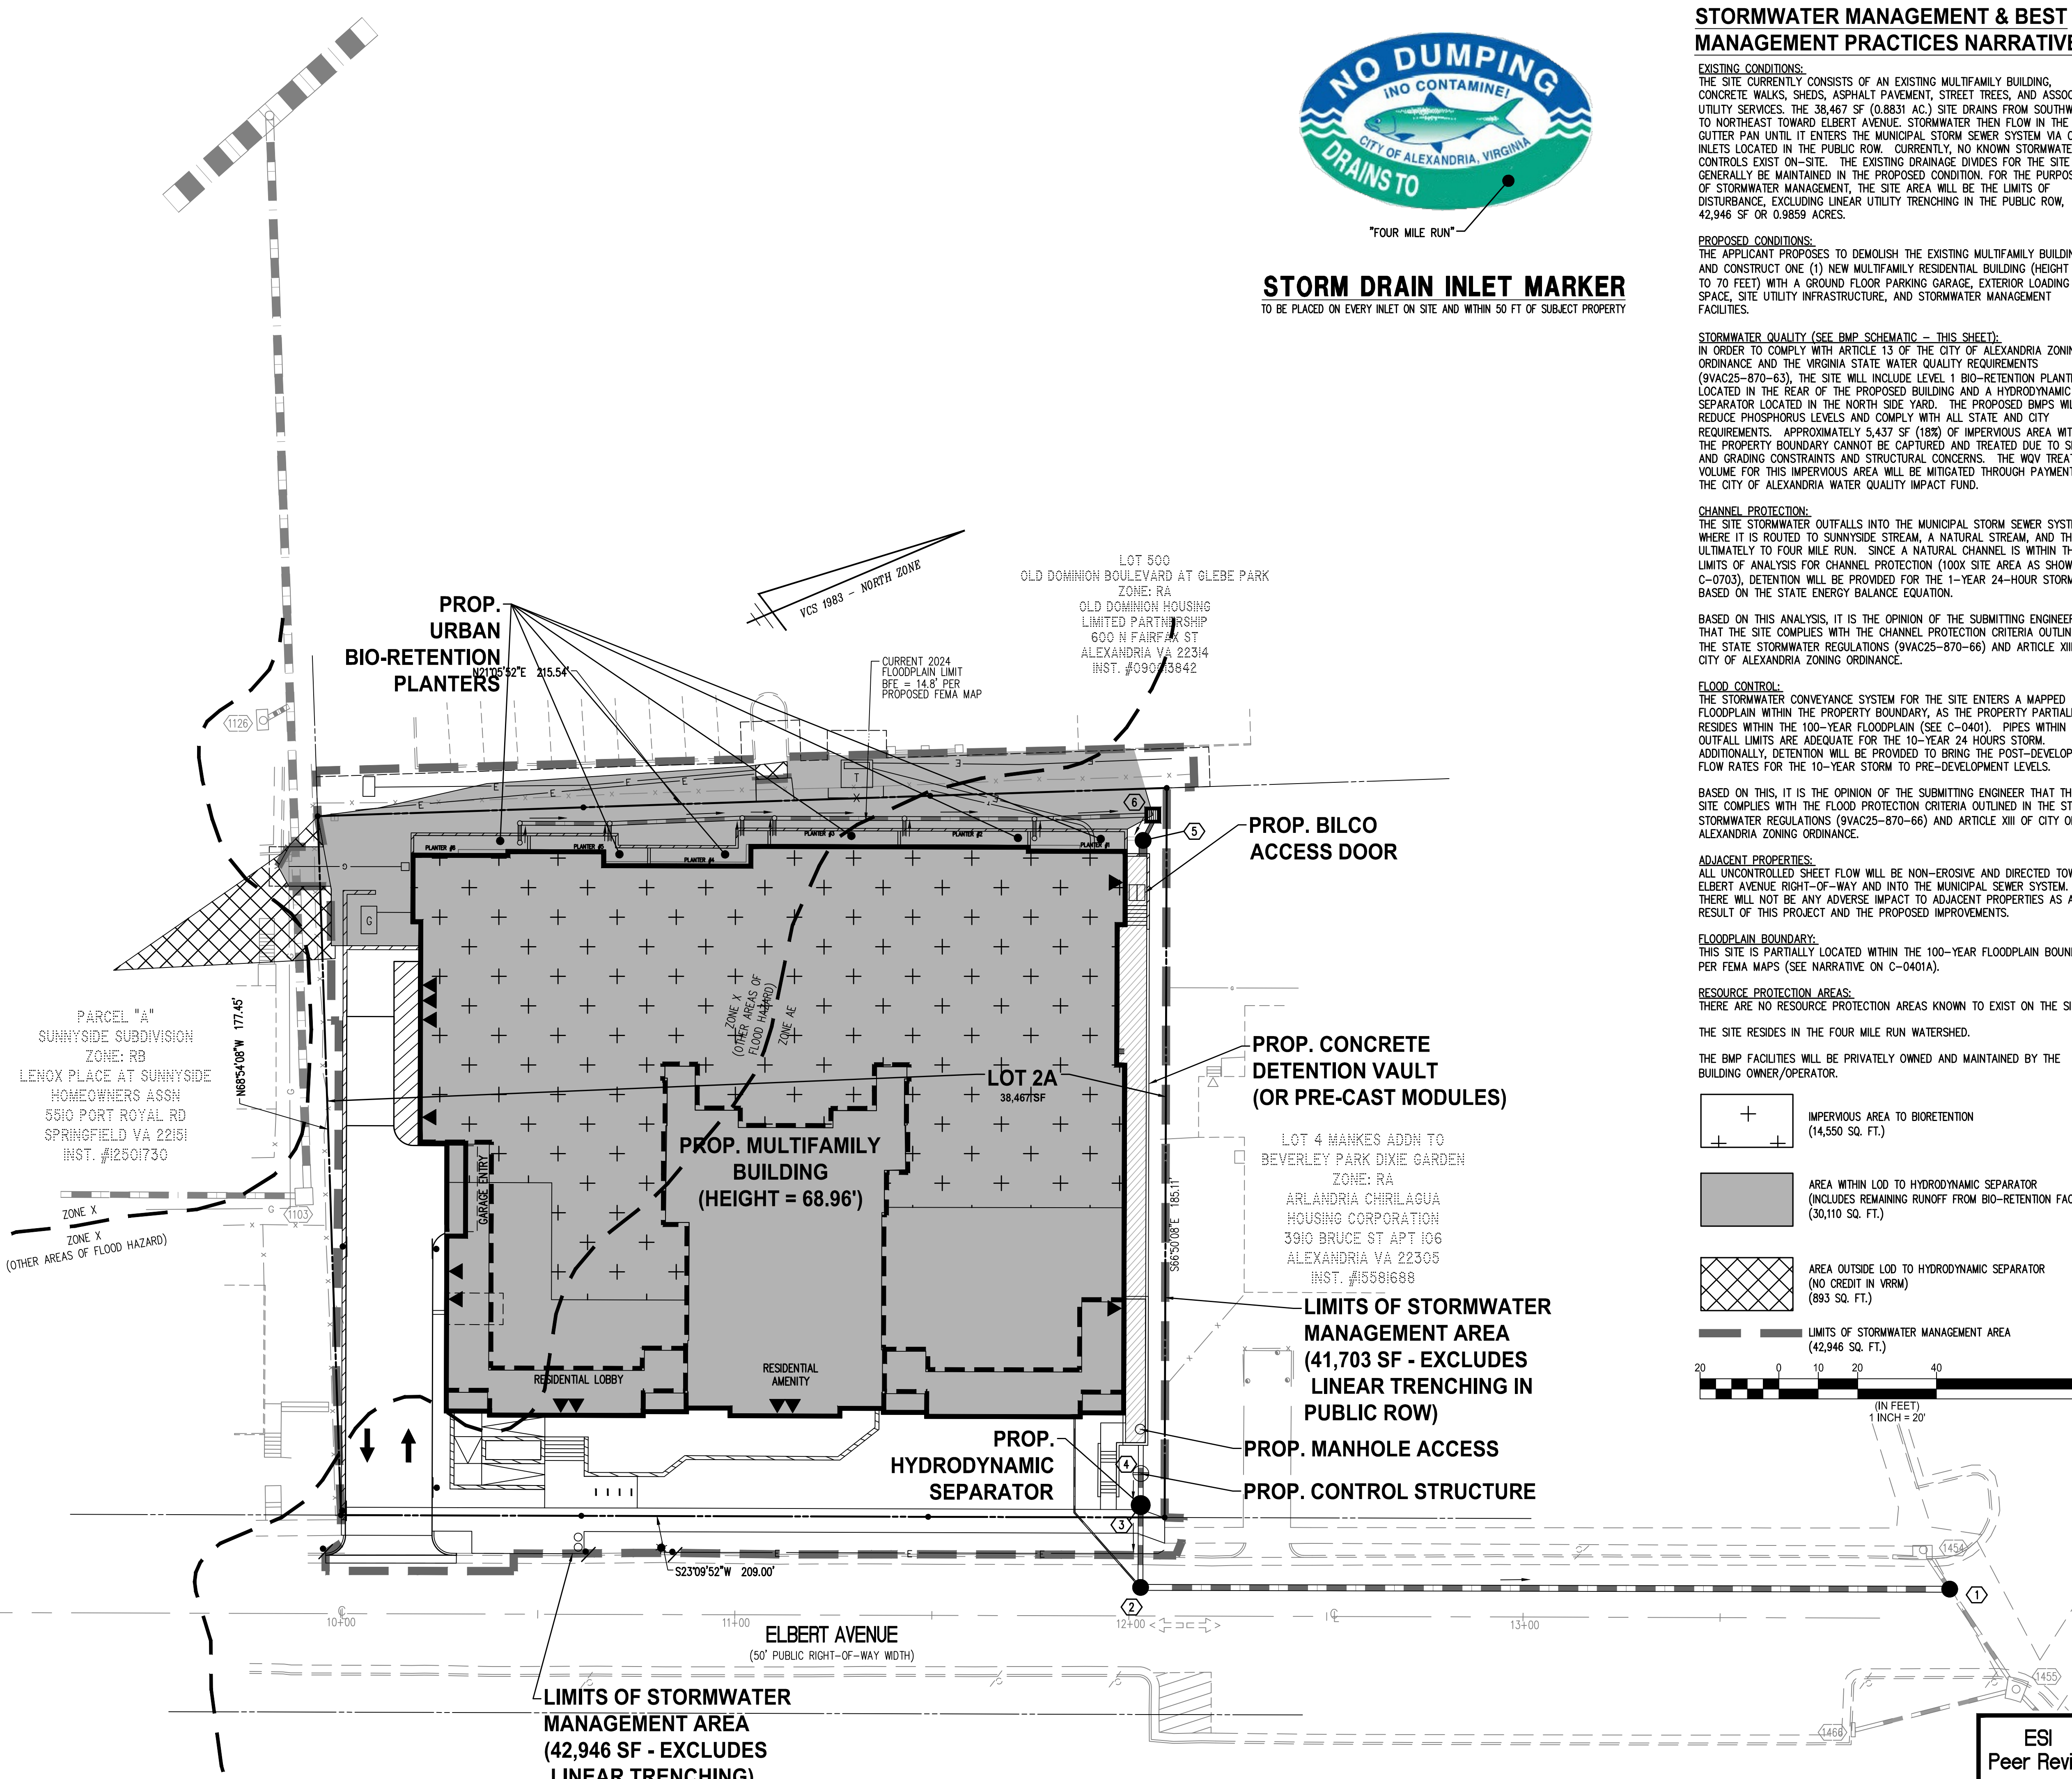 NO DUMPING
¡NO CONTAMINE!
CITY OF ALEXANDRIA, VIRGINIA
DRAINS TO
"FOUR MILE RUN"
STORM DRAIN INLET MARKER
TO BE PLACED ON EVERY INLET ON SITE AND WITHIN 50 FT OF SUBJECT PROPERTY
STORMWATER MANAGEMENT & BEST
MANAGEMENT PRACTICES NARRATIVE
EXISTING CONDITIONS:
THE SITE CURRENTLY CONSISTS OF AN EXISTING MULTIFAMILY BUILDING,
CONCRETE WALKS, SHEDS, ASPHALT PAVEMENT, STREET TREES, AND ASSOC
UTILITY SERVICES. THE 38,467 SF (0.8831 AC.) SITE DRAINS FROM SOUTHW
TO NORTHEAST TOWARD ELBERT AVENUE. STORMWATER THEN FLOW IN THE
GUTTER PAN UNTIL IT ENTERS THE MUNICIPAL STORM SEWER SYSTEM VIA
INLETS LOCATED IN THE PUBLIC ROW. CURRENTLY, NO KNOWN STORMWATE
CONTROLS EXIST ON-SITE. THE EXISTING DRAINAGE DIVIDES FOR THE SITE
GENERALLY BE MAINTAINED IN THE PROPOSED CONDITION. FOR THE PURPOS
OF STORMWATER MANAGEMENT, THE SITE AREA WILL BE THE LIMITS OF
DISTURBANCE, EXCLUDING LINEAR UTILITY TRENCHING IN THE PUBLIC ROW,
42,946 SF OR 0.9859 ACRES.
PROPOSED CONDITIONS:
THE APPLICANT PROPOSES TO DEMOLISH THE EXISTING MULTIFAMILY BUILDIN
AND CONSTRUCT ONE (1) NEW MULTIFAMILY RESIDENTIAL BUILDING (HEIGHT
TO 70 FEET) WITH A GROUND FLOOR PARKING GARAGE, EXTERIOR LOADING
SPACE, SITE UTILITY INFRASTRUCTURE, AND STORMWATER MANAGEMENT
FACILITIES.
STORMWATER QUALITY (SEE BMP SCHEMATIC - THIS SHEET):
IN ORDER TO COMPLY WITH ARTICLE 13 OF THE CITY OF ALEXANDRIA ZONIN
ORDINANCE AND THE VIRGINIA STATE WATER QUALITY REQUIREMENTS
(9VAC25-870-63), THE SITE WILL INCLUDE LEVEL 1 BIO-RETENTION PLANT
LOCATED IN THE REAR OF THE PROPOSED BUILDING AND A HYDRODYNAMIC
SEPARATOR LOCATED IN THE NORTH SIDE YARD. THE PROPOSED BMPS WI
REDUCE PHOSPHORUS LEVELS AND COMPLY WITH ALL STATE AND CITY
REQUIREMENTS. APPROXIMATELY 5,437 SF (18%) OF IMPERVIOUS AREA WIT
THE PROPERTY BOUNDARY CANNOT BE CAPTURED AND TREATED DUE TO S
AND GRADING CONSTRAINTS AND STRUCTURAL CONCERNS. THE WQV TREAT
VOLUME FOR THIS IMPERVIOUS AREA WILL BE MITIGATED THROUGH PAYMENT
THE CITY OF ALEXANDRIA WATER QUALITY IMPACT FUND.
CHANNEL PROTECTION:
THE SITE STORMWATER OUTFALLS INTO THE MUNICIPAL STORM SEWER SYST
WHERE IT IS ROUTED TO SUNNYSIDE STREAM, A NATURAL STREAM, AND TH
ULTIMATELY TO FOUR MILE RUN. SINCE A NATURAL CHANNEL IS WITHIN TH
LIMITS OF ANALYSIS FOR CHANNEL PROTECTION (100X SITE AREA AS SHOW
C-0703), DETENTION WILL BE PROVIDED FOR THE 1-YEAR 24-HOUR STORM
BASED ON THE STATE ENERGY BALANCE EQUATION.
BASED ON THIS ANALYSIS, IT IS THE OPINION OF THE SUBMITTING ENGINEER
THAT THE SITE COMPLIES WITH THE CHANNEL PROTECTION CRITERIA OUTLIN
THE STATE STORMWATER REGULATIONS (9VAC25-870-66) AND ARTICLE XIII
CITY OF ALEXANDRIA ZONING ORDINANCE.
FLOOD CONTROL:
THE STORMWATER CONVEYANCE SYSTEM FOR THE SITE ENTERS A MAPPED
FLOODPLAIN WITHIN THE PROPERTY BOUNDARY, AS THE PROPERTY PARTIAL
RESIDES WITHIN THE 100-YEAR FLOODPLAIN (SEE C-0401). PIPES WITHIN
OUTFALL LIMITS ARE ADEQUATE FOR THE 10-YEAR 24 HOURS STORM.
ADDITIONALLY, DETENTION WILL BE PROVIDED TO BRING THE POST-DEVELOP
FLOW RATES FOR THE 10-YEAR STORM TO PRE-DEVELOPMENT LEVELS.
BASED ON THIS, IT IS THE OPINION OF THE SUBMITTING ENGINEER THAT TH
SITE COMPLIES WITH THE FLOOD PROTECTION CRITERIA OUTLINED IN THE ST
STORMWATER REGULATIONS (9VAC25-870-66) AND ARTICLE XIII OF CITY O
ALEXANDRIA ZONING ORDINANCE.
ADJACENT PROPERTIES:
ALL UNCONTROLLED SHEET FLOW WILL BE NON-EROSIVE AND DIRECTED TOW
ELBERT AVENUE RIGHT-OF-WAY AND INTO THE MUNICIPAL SEWER SYSTEM.
THERE WILL NOT BE ANY ADVERSE IMPACT TO ADJACENT PROPERTIES AS A
RESULT OF THIS PROJECT AND THE PROPOSED IMPROVEMENTS.
FLOODPLAIN BOUNDARY:
THIS SITE IS PARTIALLY LOCATED WITHIN THE 100-YEAR FLOODPLAIN BOUN
PER FEMA MAPS (SEE NARRATIVE ON C-0401A).
RESOURCE PROTECTION AREAS:
THERE ARE NO RESOURCE PROTECTION AREAS KNOWN TO EXIST ON THE SI
THE SITE RESIDES IN THE FOUR MILE RUN WATERSHED.
THE BMP FACILITIES WILL BE PRIVATELY OWNED AND MAINTAINED BY THE
BUILDING OWNER/OPERATOR.
IMPERVIOUS AREA TO BIORETENTION
(14,550 SQ. FT.)
AREA WITHIN LOD TO HYDRODYNAMIC SEPARATOR
(INCLUDES REMAINING RUNOFF FROM BIO-RETENTION FAC
(30,110 SQ. FT.)
AREA OUTSIDE LOD TO HYDRODYNAMIC SEPARATOR
(NO CREDIT IN VRRM)
(893 SQ. FT.)
LIMITS OF STORMWATER MANAGEMENT AREA
(42,946 SQ. FT.)
20 0 10 20 40
(IN FEET)
1 INCH = 20'
VCS 1983 - NORTH ZONE
LOT 500
OLD DOMINION BOULEVARD AT GLEBE PARK
ZONE: RA
OLD DOMINION HOUSING
LIMITED PARTNERSHIP
600 N FAIRFAX ST
ALEXANDRIA VA 22314
INST. #090013842
PROP.
URBAN
BIO-RETENTION
PLANTERS
N21°05'52"E 215.54'
CURRENT 2024
FLOODPLAIN LIMIT
BFE = 14.8' PER
PROPOSED FEMA MAP
1126
T
6
5
PROP. BILCO
ACCESS DOOR
PLANTER #6
PLANTER #5
PLANTER #4
PLANTER #3
PLANTER #2
PLANTER #1
G
ZONE X
(OTHER AREAS OF
FLOOD HAZARD)
ZONE AE
PARCEL "A"
SUNNYSIDE SUBDIVISION
ZONE: RB
LENOX PLACE AT SUNNYSIDE
HOMEOWNERS ASSN
5510 PORT ROYAL RD
SPRINGFIELD VA 22151
INST. #12501730
N68°54'08"W 177.45'
PROP. CONCRETE
DETENTION VAULT
(OR PRE-CAST MODULES)
LOT 2A
38,467 SF
PROP. MULTIFAMILY
BUILDING
(HEIGHT = 68.96')
GARAGE ENTRY
LOT 4 MANKES ADDN TO
BEVERLEY PARK DIXIE GARDEN
ZONE: RA
ARLANDRIA CHIRILAGUA
HOUSING CORPORATION
3910 BRUCE ST APT 106
ALEXANDRIA VA 22305
INST. #15581688
S66°50'08"E 185.11'
1103
ZONE X
ZONE X
(OTHER AREAS OF FLOOD HAZARD)
LIMITS OF STORMWATER
MANAGEMENT AREA
(41,703 SF - EXCLUDES
LINEAR TRENCHING IN
PUBLIC ROW)
RESIDENTIAL LOBBY
RESIDENTIAL
AMENITY
PROP.
HYDRODYNAMIC
SEPARATOR
PROP. MANHOLE ACCESS
PROP. CONTROL STRUCTURE
4
3
2
1
1454
S23°09'52"W 209.00'
10+00
11+00
12+00
13+00
ELBERT AVENUE
(50' PUBLIC RIGHT-OF-WAY WIDTH)
LIMITS OF STORMWATER
MANAGEMENT AREA
(42,946 SF - EXCLUDES
LINEAR TRENCHING)
1455
1466
ESI
Peer Revi